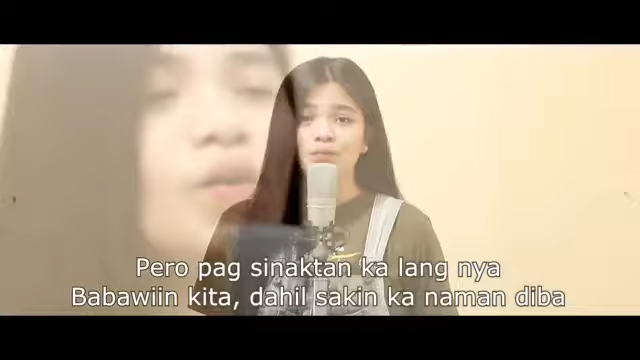 Pero pag sinaktan ka lang nya
Babawiin kita, dahil sakin ka naman diba